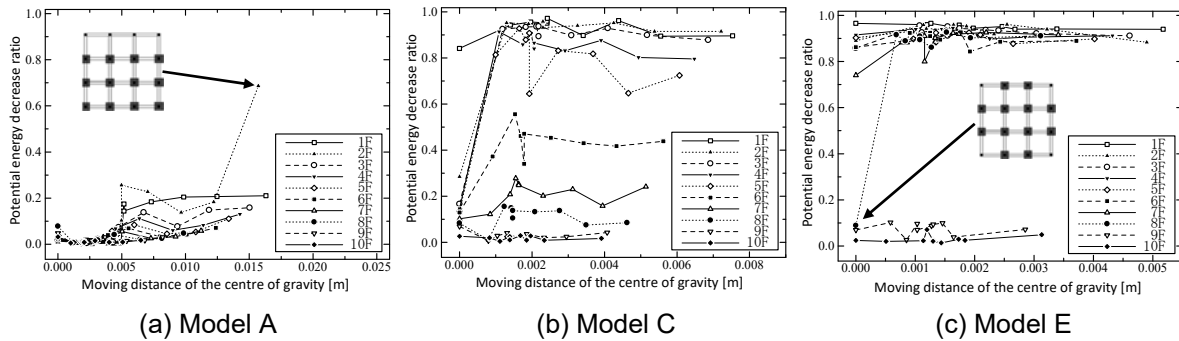 Potential energy decrease ratio
1.0
0.8
0.6
0.4
0.2
0.0
1F
2F
3F
4F
5F
6F
7F
8F
9F
10F
0.000 0.005 0.010 0.015 0.020 0.025
Moving distance of the centre of gravity [m]
(a) Model A
Potential energy decrease ratio
1.0
0.8
0.6
0.4
0.2
0.0
1F
2F
3F
4F
5F
6F
7F
8F
9F
10F
0.000 0.002 0.004 0.006 0.008
Moving distance of the centre of gravity [m]
(b) Model C
Potential energy decrease ratio
1.0
0.8
0.6
0.4
0.2
0.0
1F
2F
3F
4F
5F
6F
7F
8F
9F
10F
0.000 0.001 0.002 0.003 0.004 0.005
Moving distance of the centre of gravity [m]
(c) Model E